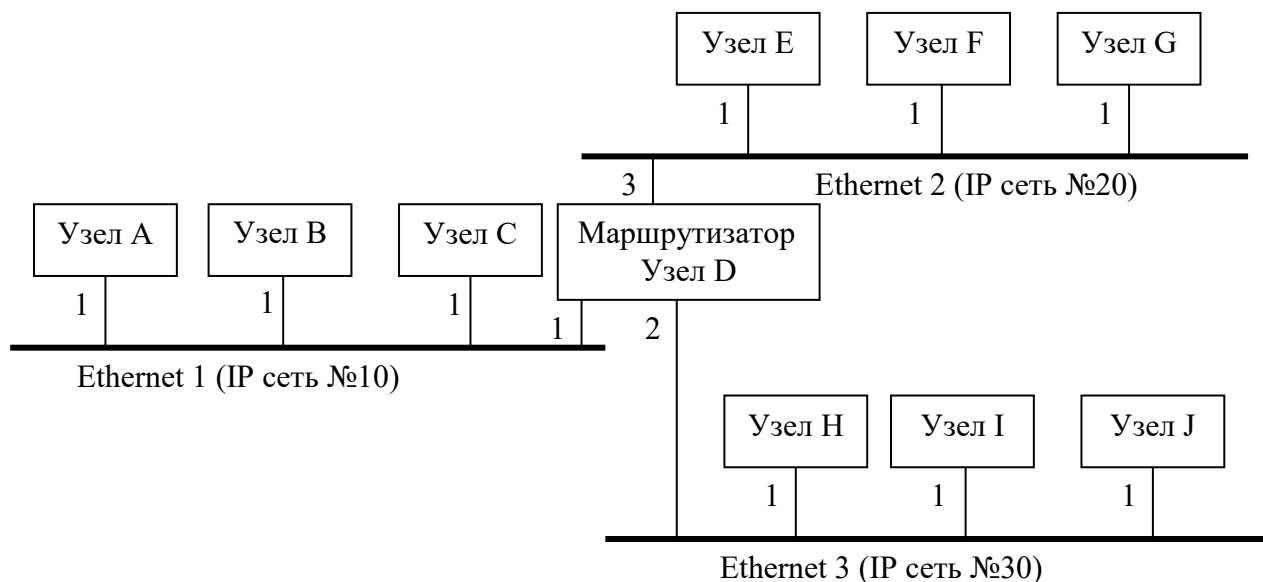 Узел E
Узел F
Узел G
1
1
1
3
Ethernet 2 (IP сеть №20)
Узел A
Узел B
Узел C
Маршрутизатор
Узел D
1
1
1
1
2
Ethernet 1 (IP сеть №10)
Узел H
Узел I
Узел J
1
1
1
Ethernet 3 (IP сеть №30)